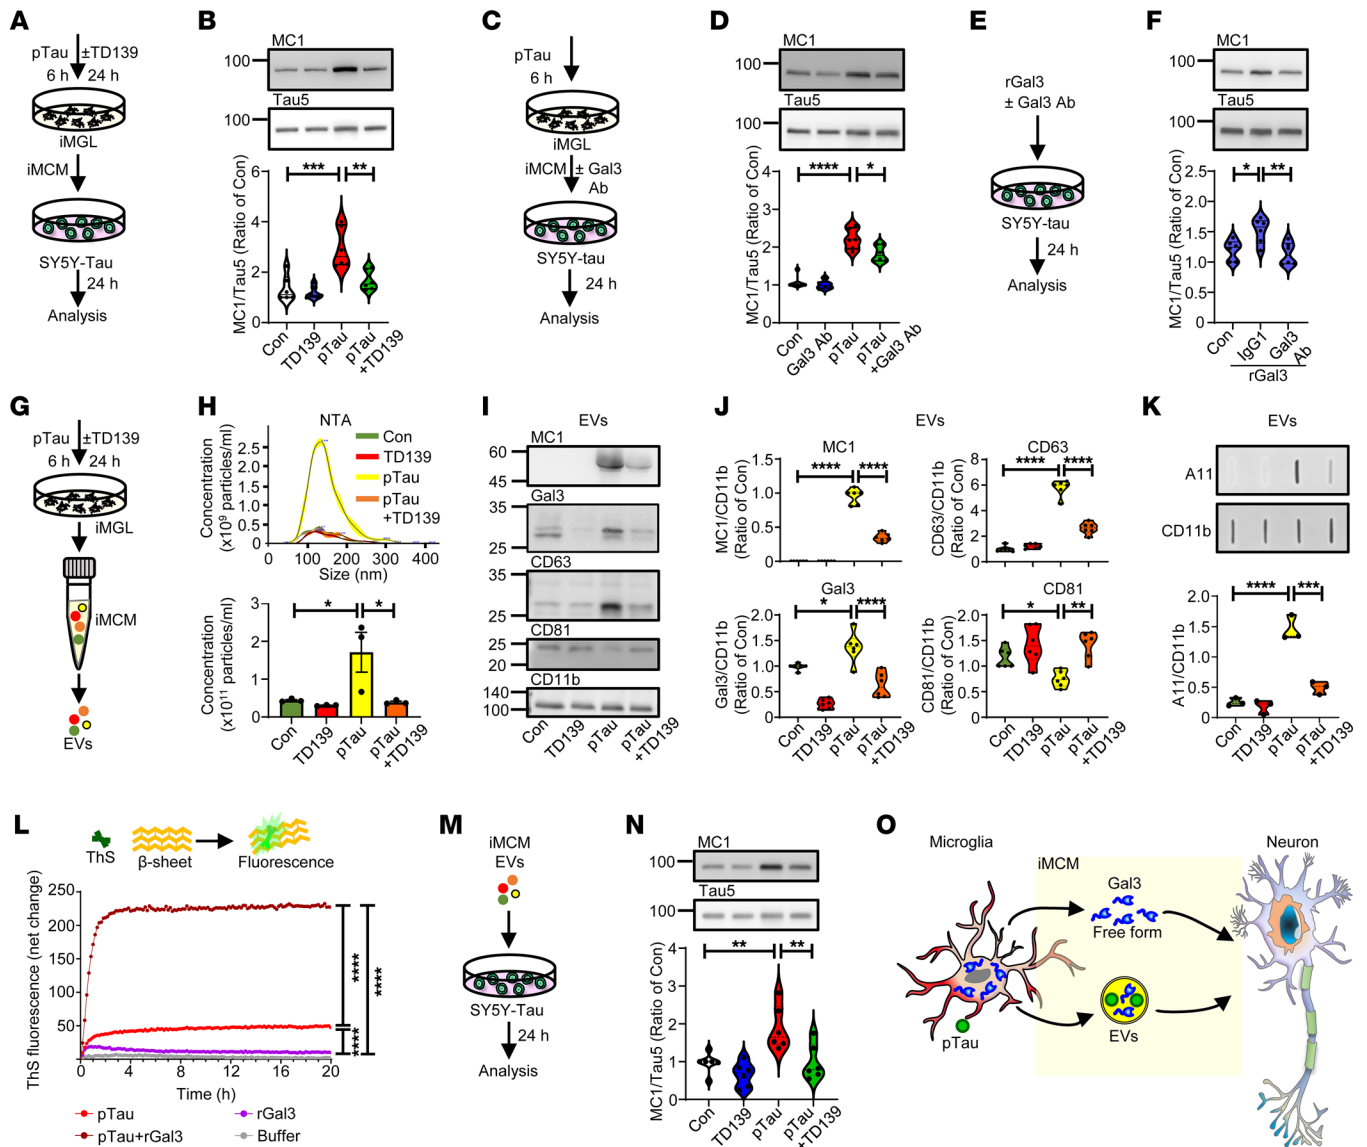 A
pTau ±TD139
6 h 24 h
iMGL
iMCM
SY5Y-Tau
24 h
Analysis
B
MC1
100
Tau5
100
MC1/Tau5 (Ratio of Con)
*** **
6
4
2
0
Con
TD139
pTau
pTau
+TD139
C
pTau
6 h
iMGL
iMCM ± Gal3
Ab
SY5Y-tau
24 h
Analysis
D
MC1
100
Tau5
100
MC1/Tau5 (Ratio of Con)
**** *
4
3
2
1
0
Con
Gal3 Ab
pTau
pTau
+Gal3 Ab
E
rGal3
± Gal3 Ab
SY5Y-tau
24 h
Analysis
F
MC1
100
Tau5
100
MC1/Tau5 (Ratio of Con)
* **
2.5
2.0
1.5
1.0
0.5
0
Con
IgG1
Gal3
Ab
rGal3
G
pTau ±TD139
6 h 24 h
iMGL
iMCM
EVs
H
NTA
Concentration
(x10⁹ particles/ml)
2.5
2.0
1.5
1.0
0.5
0
0 100 200 300 400
Size (nm)
Con
TD139
pTau
pTau
+TD139
Concentration
(x10¹¹ particles/ml)
* *
3
2
1
0
Con
TD139
pTau
pTau
+TD139
I
EVs
MC1
60
45
Gal3
35
25
CD63
35
25
CD81
25
20
CD11b
140
100
Con
TD139
pTau
pTau
+TD139
J
EVs
MC1
**** ****
MC1/CD11b
(Ratio of Con)
1.5
1.0
0.5
0
CD63
**** ****
CD63/CD11b
(Ratio of Con)
8
6
4
2
0
Gal3
* ****
Gal3/CD11b
(Ratio of Con)
2.0
1.5
1.0
0.5
0
Con
TD139
pTau
pTau
+TD139
CD81
* **
CD81/CD11b
(Ratio of Con)
2.0
1.5
1.0
0.5
0
Con
TD139
pTau
pTau
+TD139
K
EVs
A11
CD11b
**** ***
A11/CD11b
2.0
1.5
1.0
0.5
0
Con
TD139
pTau
pTau
+TD139
L
ThS
β-sheet
Fluorescence
ThS fluorescence (net change)
250
200
150
100
50
0 4 8 12 16 20
Time (h)
****
****
****
pTau
rGal3
pTau+rGal3
Buffer
M
iMCM
EVs
SY5Y-Tau
24 h
Analysis
N
MC1
100
Tau5
100
MC1/Tau5 (Ratio of Con)
** **
4
3
2
1
0
Con
TD139
pTau
pTau
+TD139
O
Microglia
iMCM
Neuron
Gal3
Free form
EVs
pTau